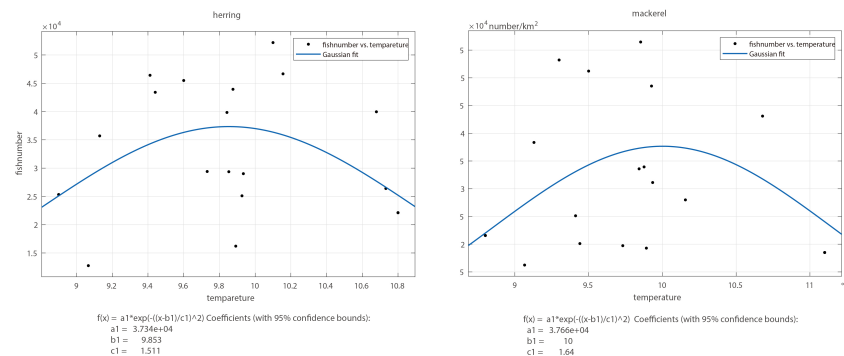 herring
×10⁴
5
4.5
4
3.5
3
2.5
2
1.5
fishnumber
fishnumber vs. tempareture
Gaussian fit
9 9.2 9.4 9.6 9.8 10 10.2 10.4 10.6 10.8
tempareture
f(x) = a1*exp(-((x-b1)/c1)^2) Coefficients (with 95% confidence bounds):
a1 = 3.734e+04
b1 = 9.853
c1 = 1.511
mackerel
×10⁴ number/km²
5
5
5
4
5
3
5
2
5
fishnumber vs. temperature
Gaussian fit
9 9.5 10 10.5 11
temperature
f(x) = a1*exp(-((x-b1)/c1)^2) Coefficients (with 95% confidence bounds):
a1 = 3.766e+04
b1 = 10
c1 = 1.64